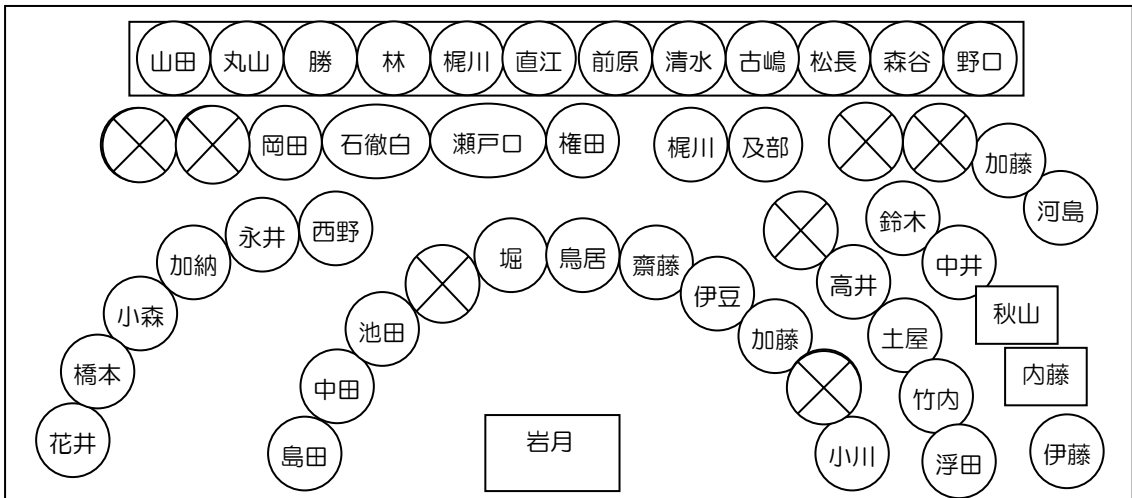 山田 丸山 勝 林 梶川 直江 前原 清水 古嶋 松長 森谷 野口
岡田 石徹白 瀬戸口 権田 梶川 及部 加藤 河島
花井 橋本 小森 加納 永井 西野
島田 中田 池田 堀 鳥居 齋藤 伊豆 加藤 小川
高井 土屋 竹内 浮田
鈴木 中井 秋山 内藤 伊藤
岩月